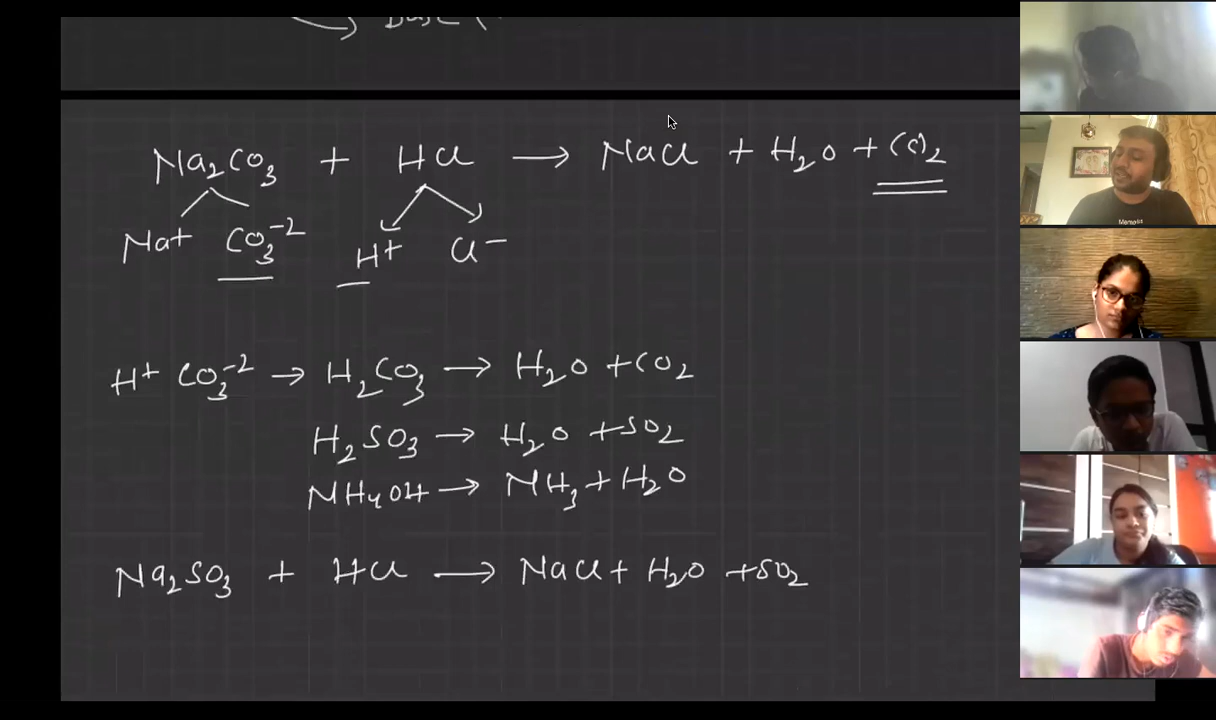 Na₂CO₃ + HCl → NaCl + H₂O + CO₂
Na+ CO₃⁻² H+ Cl⁻
H+ CO₃⁻² → H₂CO₃ → H₂O + CO₂
H₂SO₃ → H₂O + SO₂
NH₄OH → NH₃ + H₂O
Na₂SO₃ + HCl → NaCl + H₂O + SO₂